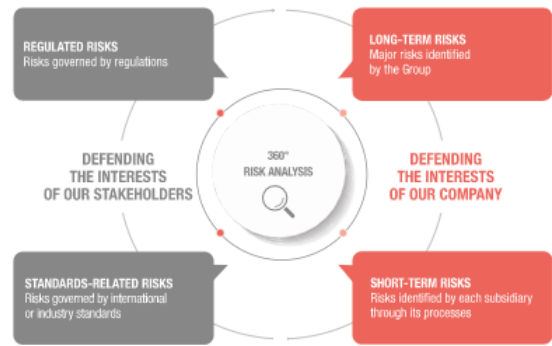 REGULATED RISKS
Risks governed by regulations
LONG-TERM RISKS
Major risks identified
by the Group
DEFENDING
THE INTERESTS
OF OUR STAKEHOLDERS
360°
RISK ANALYSIS
DEFENDING
THE INTERESTS
OF OUR COMPANY
STANDARDS-RELATED RISKS
Risks governed by international
or industry standards
SHORT-TERM RISKS
Risks identified by each subsidiary
through its processes